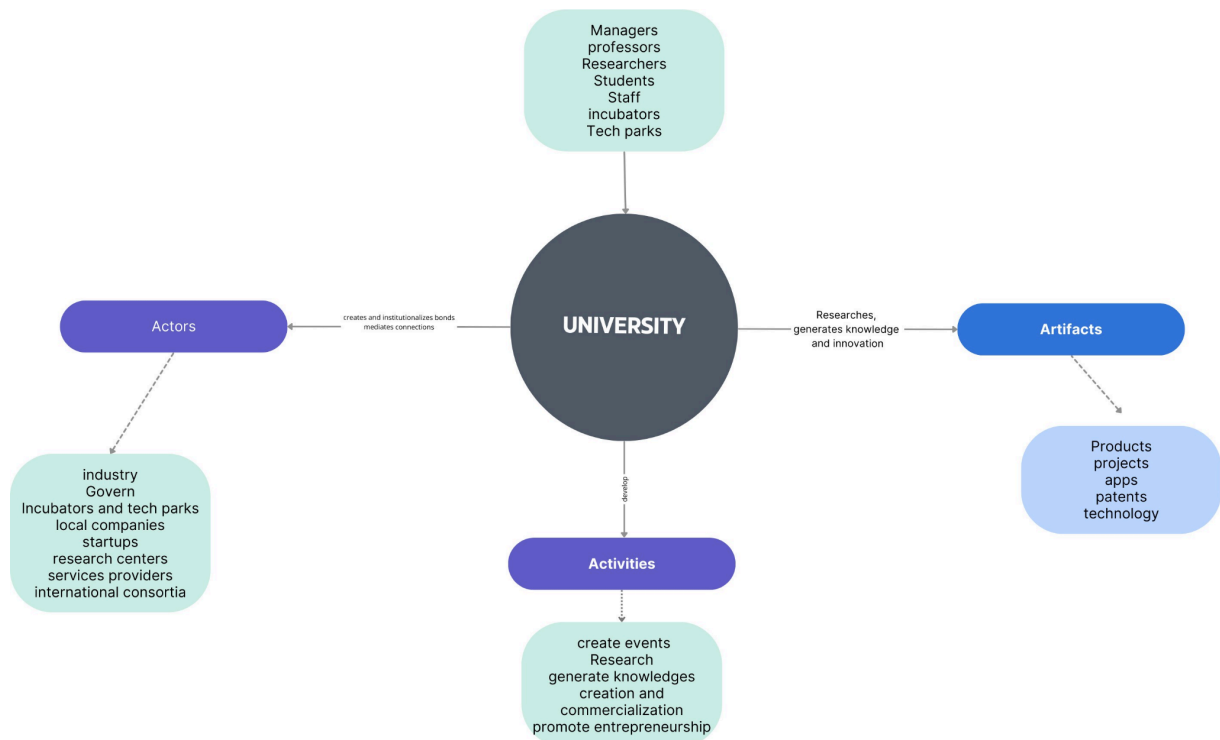 Managers
professors
Researchers
Students
Staff
incubators
Tech parks
Actors
creates and institutionalizes bonds
mediates connections
UNIVERSITY
Researches,
generates knowledge
and innovation
Artifacts
industry
Govern
Incubators and tech parks
local companies
startups
research centers
services providers
international consortia
develop
Products
projects
apps
patents
technology
Activities
create events
Research
generate knowledges
creation and
commercialization
promote entrepreneurship